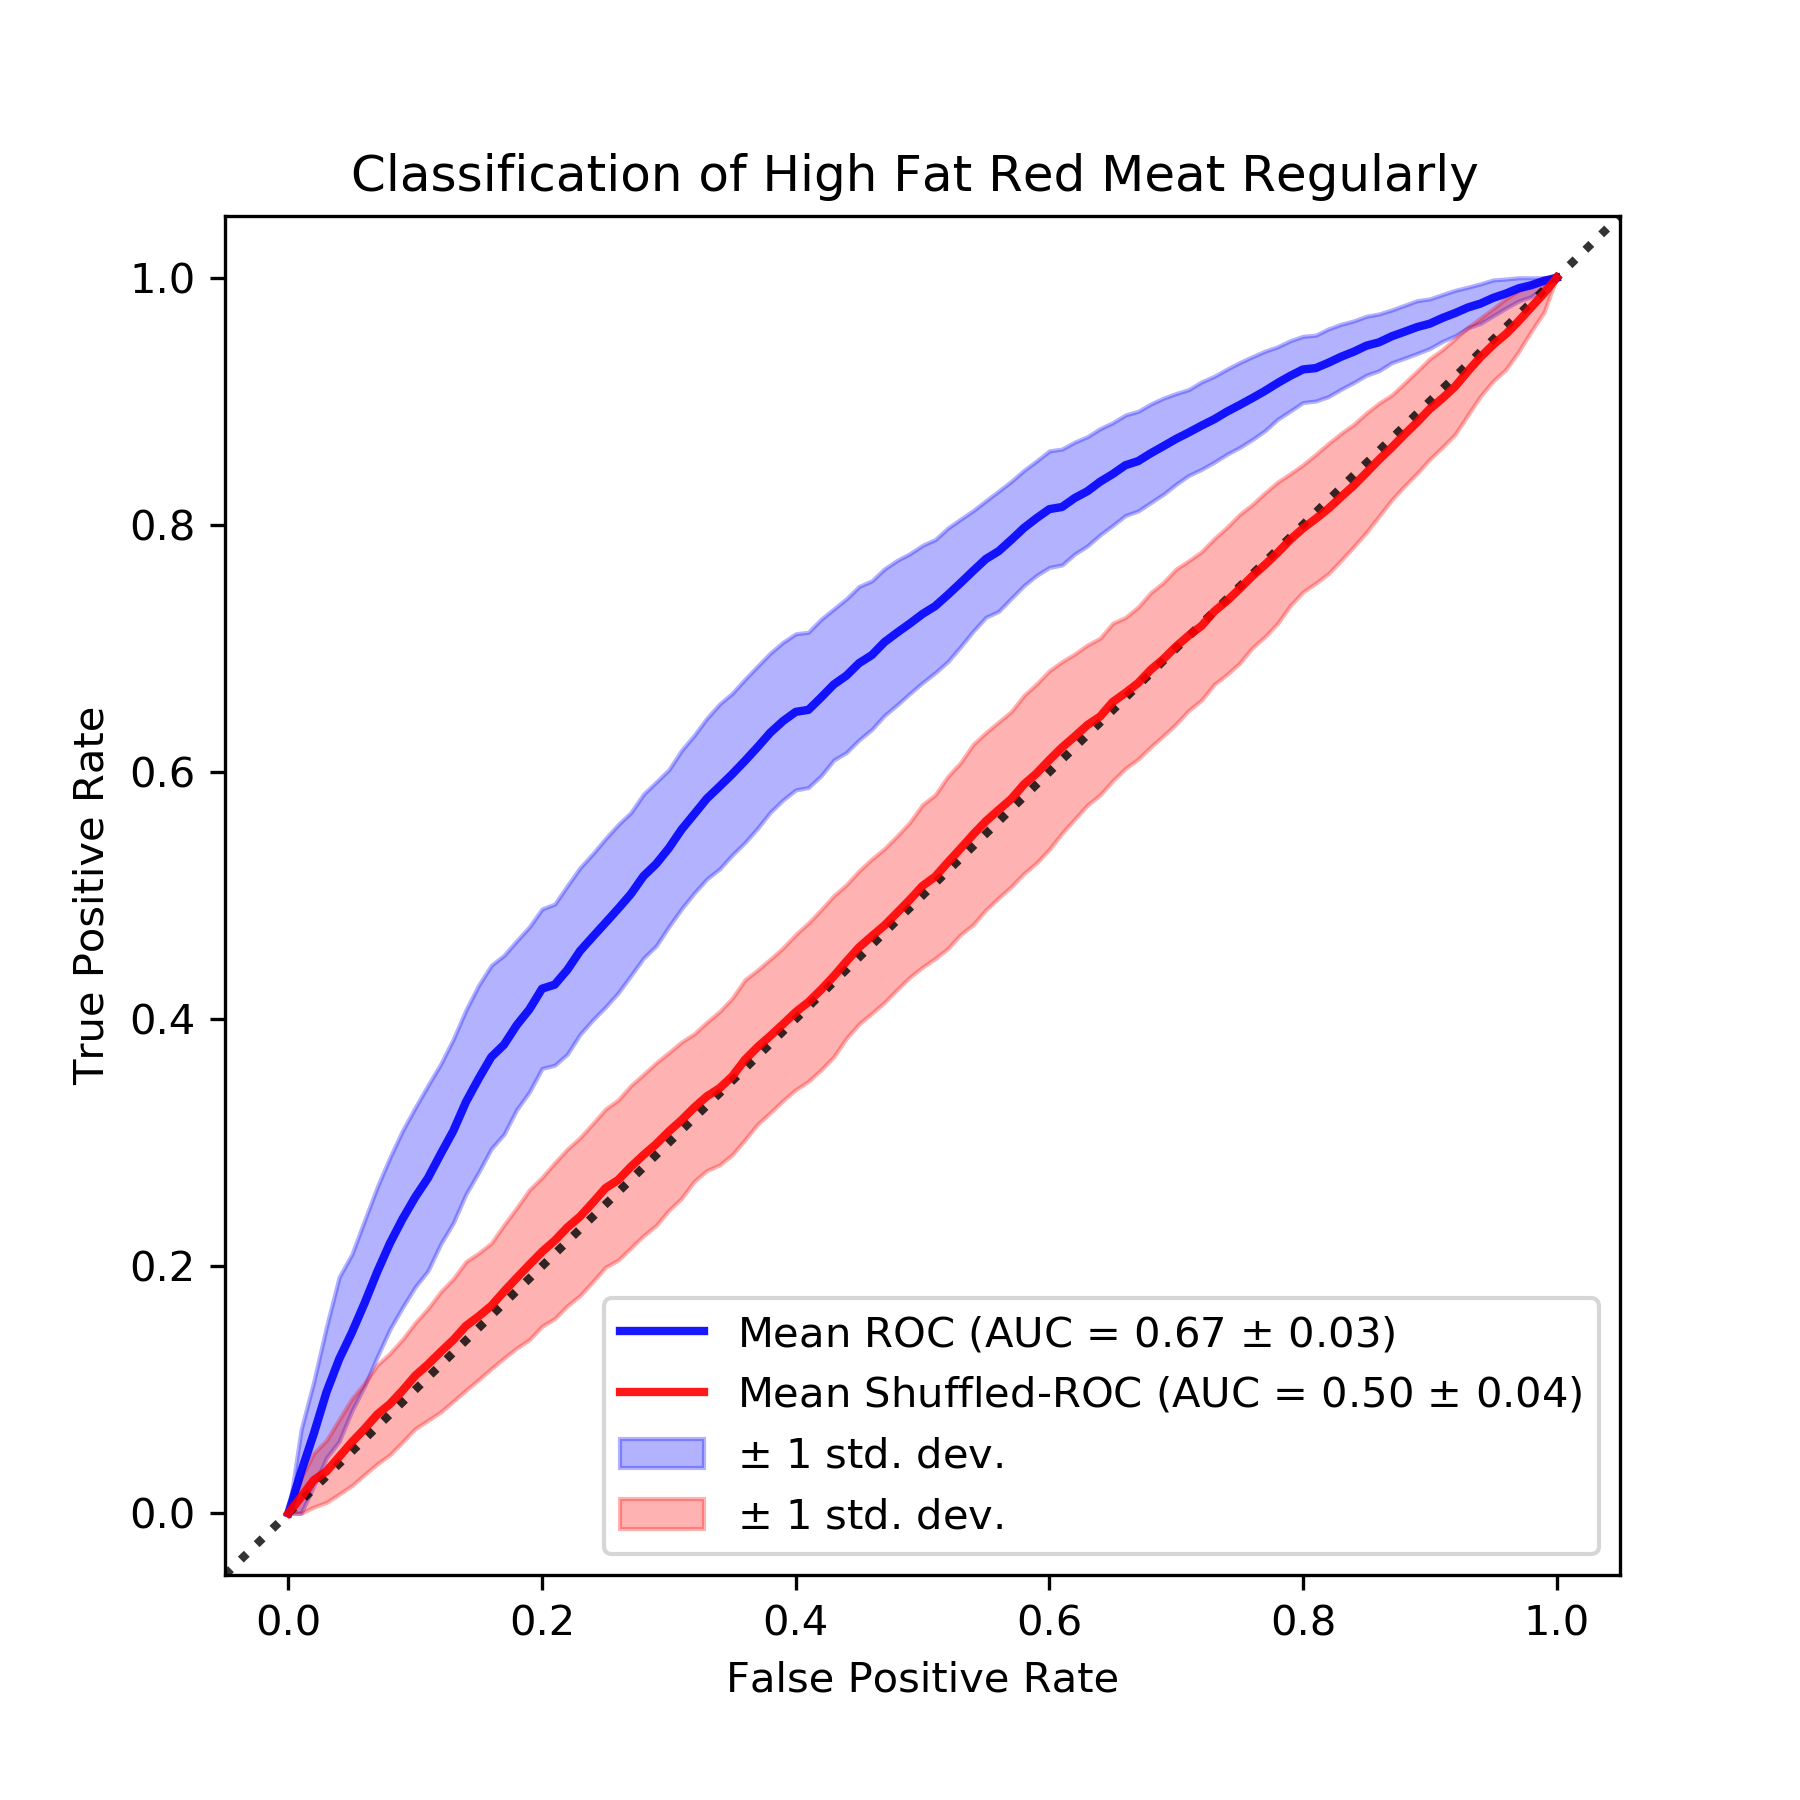 Classification of High Fat Red Meat Regularly
1.0
0.8
0.6
0.4
0.2
0.0
True Positive Rate
Mean ROC (AUC = 0.67 ± 0.03)
Mean Shuffled-ROC (AUC = 0.50 ± 0.04)
± 1 std. dev.
± 1 std. dev.
0.0 0.2 0.4 0.6 0.8 1.0
False Positive Rate